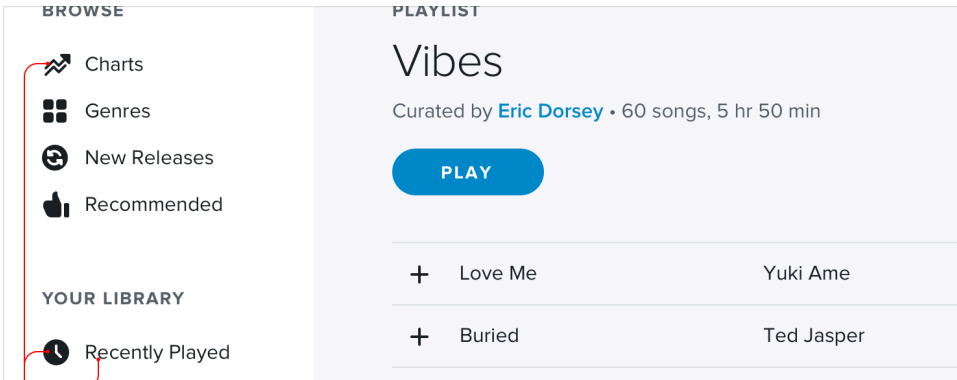 BROWSE
Charts
Genres
New Releases
Recommended
YOUR LIBRARY
Recently Played
PLAYLIST
Vibes
Curated by Eric Dorsey • 60 songs, 5 hr 50 min
PLAY
Love Me Yuki Ame
Buried Ted Jasper